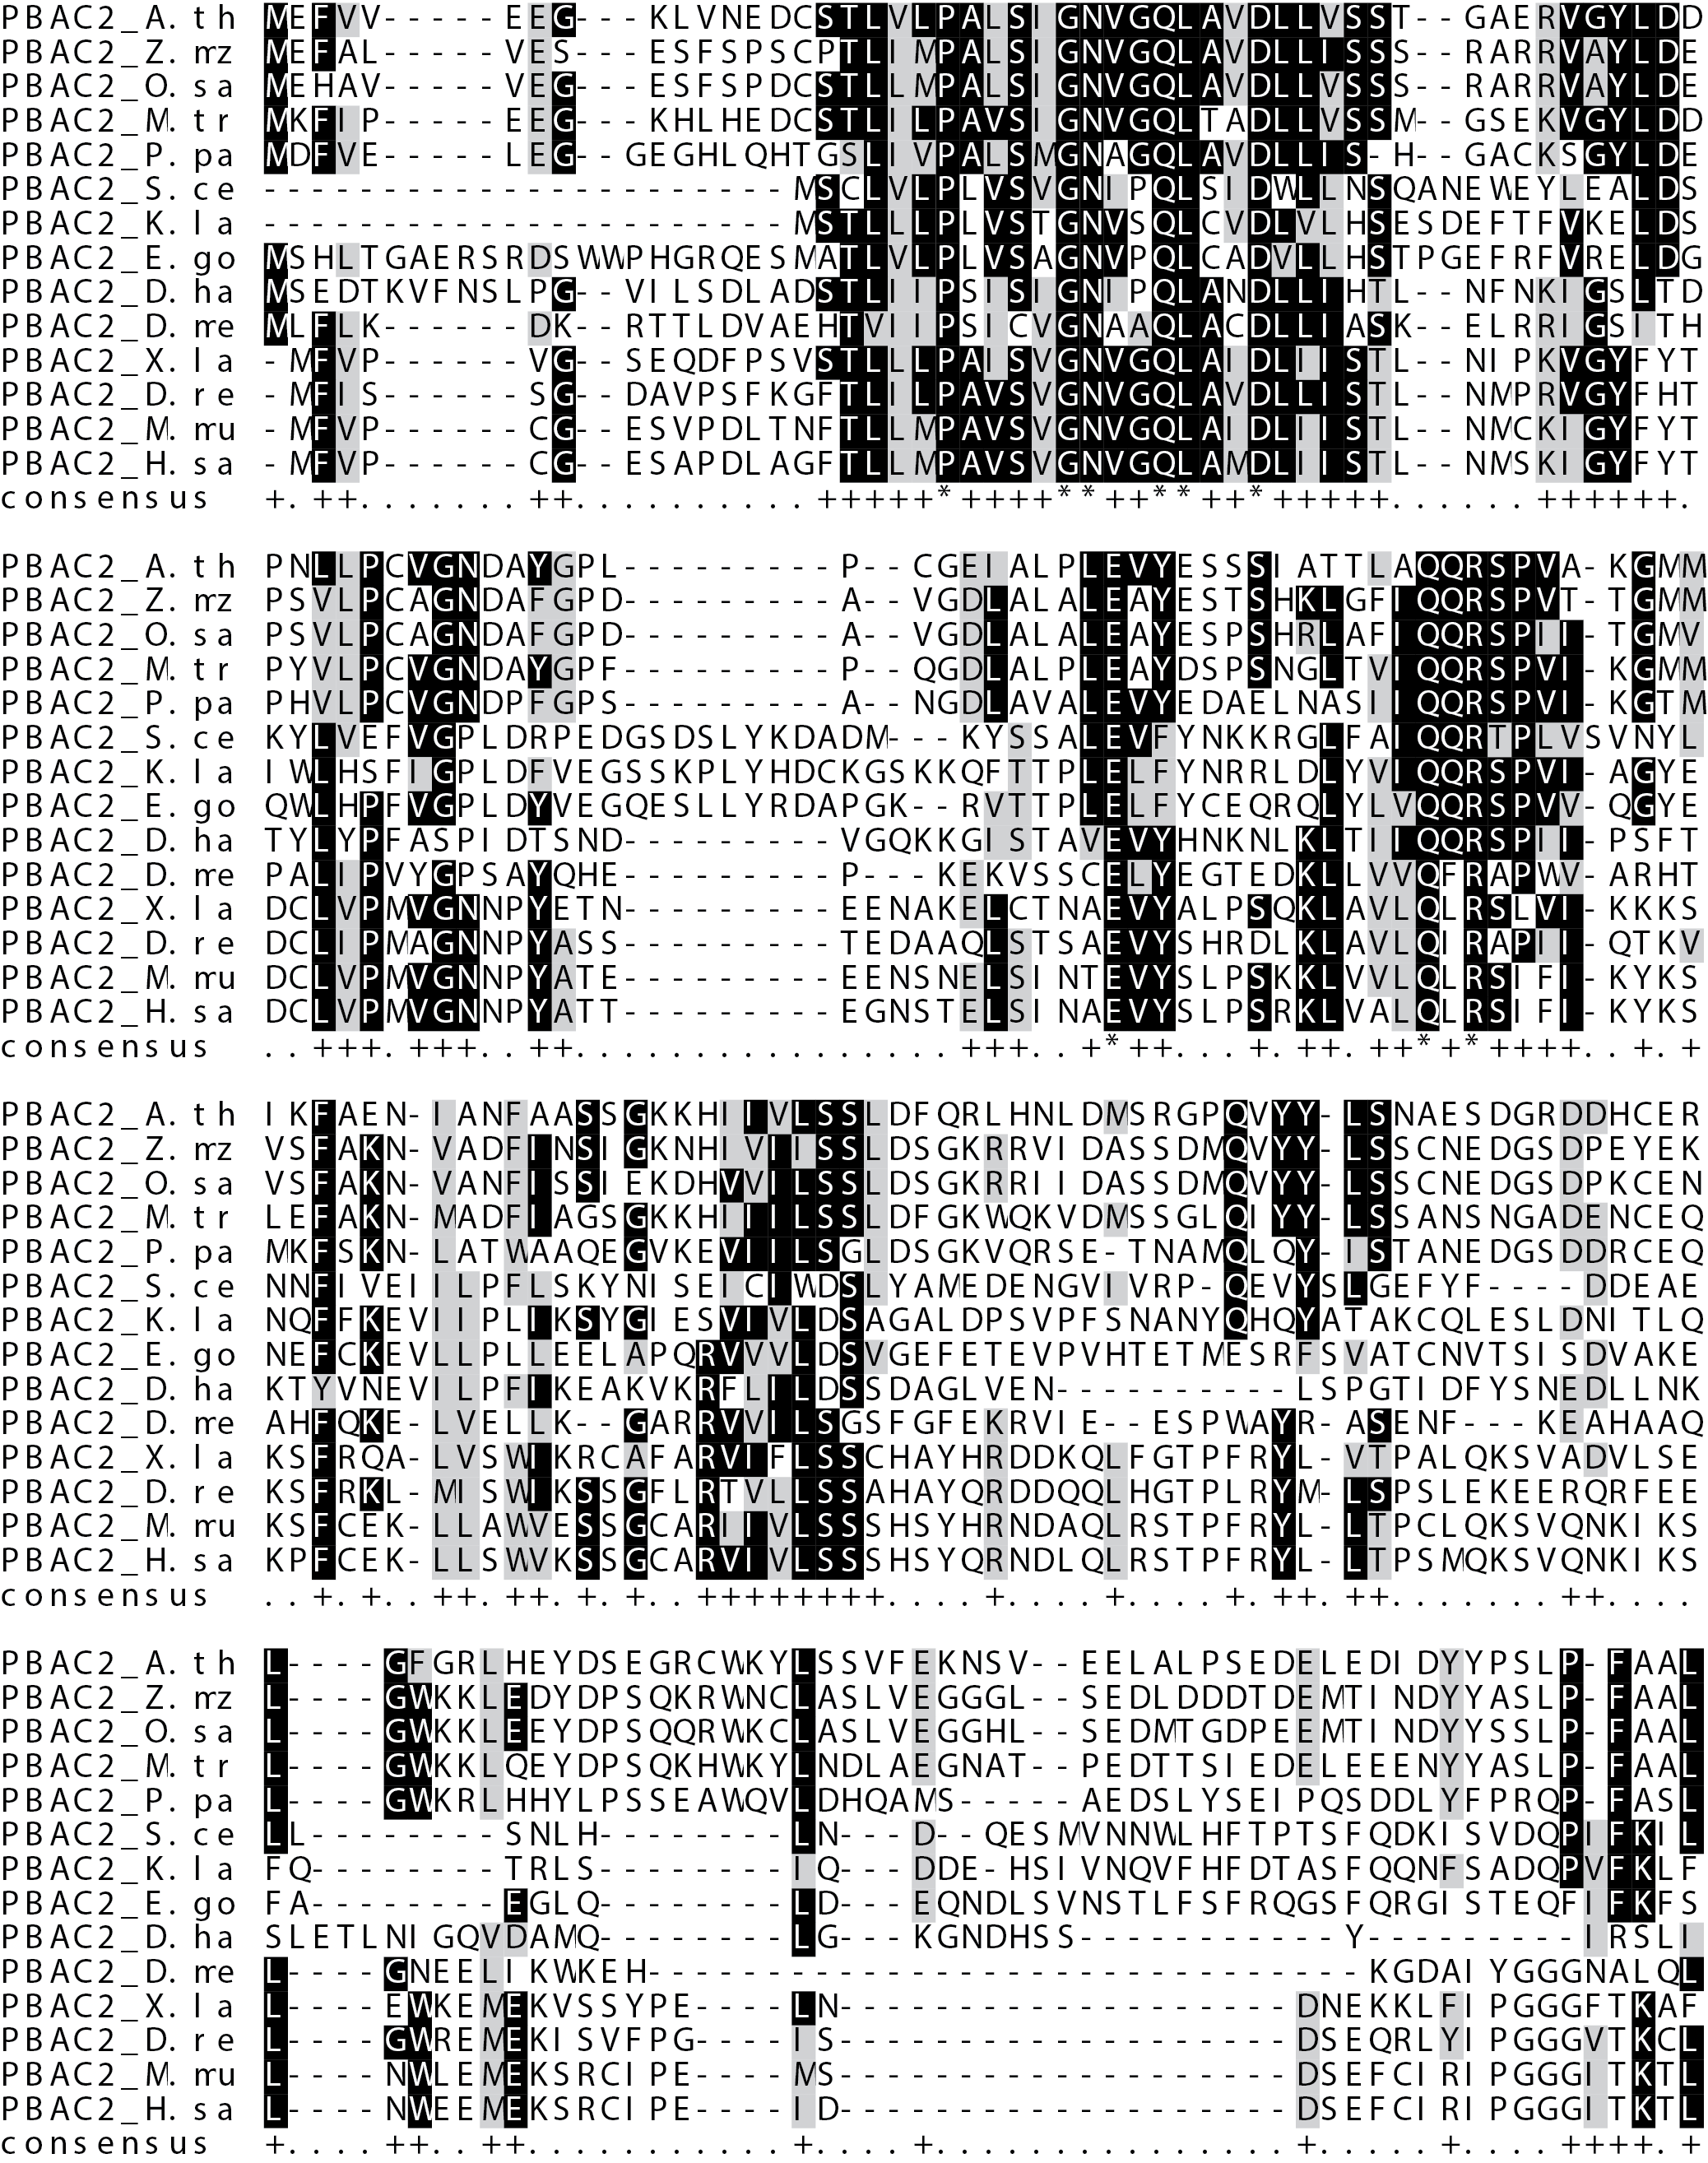 PBAC2_A.th MEFVV-----EEG---KLVNEDCSTLVLPALSIGNVGQLAVDLLVSST--GAERVGYLDD
PBAC2_Z.mz MEFAL-----VES---ESFSPSCPTLIMPALSIGNVGQLAVDLLISSS--RARRVAYLDE
PBAC2_O.sa MEHAV-----VEG---ESFSPDCSTLLMPALSIGNVGQLAVDLLVSSS--RARRVAYLDE
PBAC2_M.tr MKFIP-----EEG---KHLHEDCSTLILPAVSIGNVGQLTADLLVSSM--GSEKVGYLDD
PBAC2_P.pa MDFVE-----LEG--GEGHLQHTGSLIVPALSMGNAGQLAVDLLIS-H--GACKSGYLDE
PBAC2_S.ce ----------------------MSCLVLPLVSVGNIPQLSIDWLLNSQANEWEYLEALDS
PBAC2_K.la ----------------------MSTLLLPLVSTGNVSQLCVDLVLHSESDEFTFVKELDS
PBAC2_E.go MSHLTGAERSRDSWWPHGRQESMATLVLPLVSAGNVPQLCADVLLHSTPGEFRFVRELDG
PBAC2_D.ha MSEDTKVFNSLPG--VILSDLADSTLIIPSISIGNIPQLANDLLIHTL--NFNKIGSLTD
PBAC2_D.me MLFLK------DK--RTTLDVAEHTVIIPSICVGNAAQLACDLLIASK--ELRRIGSITH
PBAC2_X.la -MFVP------VG--SEQDFPSVSTLLLPALSVGNVGQLAIDLIISTL--NIPKVGYFYT
PBAC2_D.re -MFIS------SG--DAVPSFKGFTLILPAVSVGNVGQLAVDLLISTL--NMPRVGYFHT
PBAC2_M.mu -MFVP------CG--ESVPDLTNFTLLMPAVSVGNVGQLAIDLIISTL--NMCKIGYFYT
PBAC2_H.sa -MFVP------CG--ESAPDLAGFTLLMPAVSVGNVGQLAMDLIISTL--NMSKIGYFYT
consensus +.++.......++..........+++++*++++**++**++*+++++......++++++.
PBAC2_A.th PNLLPCVGNDAYGPL---------P--CGEIALPLEVYESSSIATTLAQQRSPVA-KGMM
PBAC2_Z.mz PSVLPCAGNDAFGPD---------A--VGDLALALEAYESTSHKLGFIQQRSPVT-TGMM
PBAC2_O.sa PSVLPCAGNDAFGPD---------A--VGDLALALEAYESPSHRLAFIQQRSPII-TGMV
PBAC2_M.tr PYVLPCVGNDAYGPF---------P--QGDLALPLEAYDSPSNGLTVIQQRSPVI-KGMM
PBAC2_P.pa PHVLPCVGNDPFGPS---------A--NGDLAVALEVYEDAELNASIIQQRSPVI-KGTM
PBAC2_S.ce KYLVEFVGPLDRPEDGSDSLYKDADM---KYSSALEVFYNKKRGLFAIQQRTPLVSVNYL
PBAC2_K.la IWLHSFIGPLDFVEGSSKPLYHDCKGSKKQFTTPLELFYNRRLDLYVIQQRSPVI-AGYE
PBAC2_E.go QWLHPFVGPLDYVEGQESLLYRDAPGK--RVTTPLELFYCEQRQLYLVQQRSPVV-QGYE
PBAC2_D.ha TYLYPFASPIDTSND---------VGQKKGISTAVEVYHNKNLKLTIIQQRSPII-PSFT
PBAC2_D.me PALIPVYGPSAYQHE---------P---KEKVSSCELYEGTEDKLLVVQFRAPWV-ARHT
PBAC2_X.la DCLVPMVGNNPYETN---------EENAKELCTNAEVYALPSQKLAVLQLRSLVI-KKKS
PBAC2_D.re DCLIPMAGNNPYASS---------TEDAAQLSTSAEVYSHRDLKLAVLQIRAPII-QTKV
PBAC2_M.mu DCLVPMVGNNPYATE---------EENSNELSINTEVYSLPSKKLVVLQLRSIFI-KYKS
PBAC2_H.sa DCLVPMVGNNPYATT---------EGNSTELSINAEVYSLPSRKLVALQLRSIFI-KYKS
consensus ..+++.+++..++................+++..+*++...+.++.++*+*++++..+.+
PBAC2_A.th IKFAEN-IANFAASSGKKHIIVLSSLDFQRLHNLDMSRGPQVYY-LSNAESDGRDDHCER
PBAC2_Z.mz VSFAKN-VADFINSIGKNHIVILSSLDSGKRRVIDASSDMQVYY-LSSCNEDGSDPEYEK
PBAC2_O.sa VSFAKN-VANFISSIEKDHVVILSSLDSGKRRIIDASSDMQVYY-LSSCNEDGSDPKCEN
PBAC2_M.tr LEFAKN-MADFIAGSGKKHIIILSSLDFGKWQKVDMSSGLQIYY-LSSANSNGADENCEQ
PBAC2_P.pa MKFSKN-LATWAAQEGVKEVIILSGLDSGKVQRSE-TNAMQLQY-ISTANEDGSDDRCEQ
PBAC2_S.ce NNFIVEIILPFLSKYNISEICIWDSLYAMEDENGVIVRP-QEVYSLGEFYF----DDEAE
PBAC2_K.la NQFFKEVIIPLIKSYGIESVIVLDSAGALDPSVPFSNANYQHQYATAKCQLESLDNITLQ
PBAC2_E.go NEFCKEVLLPLLEELAPQRVVVLDSVGEFETEVPVHTETMESRFSVATCNVTSISDVAKE
PBAC2_D.ha KTYVNEVILPFIKEAKVKRFLILDSSDAGLVEN----------LSPGTIDFYSNEDLLNK
PBAC2_D.me AHFQKE-LVELLK--GARRVVILSGSFGFEKRVIE--ESPWAYR-ASENF---KEAHAAQ
PBAC2_X.la KSFRQA-LVSWIKRCAFARVIFLSSCHAYHRDDKQLFGTPFRYL-VTPALQKSVADVLSE
PBAC2_D.re KSFRKL-MISWIKSSGFLRTVLLSSAHAYQRDDQQLHGTPLRYM-LSPSLEKEERQRFEE
PBAC2_M.mu KSFCEK-LLAWVESSGCARIIVLSSSHSYHRNDAQLRSTPFRYL-LTPCLQKSVQNKIKS
PBAC2_H.sa KPFCEK-LLSWVKSSGCARVIVLSSSHSYQRNDLQLRSTPFRYL-LTPSMQKSVQNKIKS
consensus ..+.+..++.++.+.+..++++++++....+....+....+.++.++.......++....
PBAC2_A.th L----GFGRLHEYDSEGRCWKYLSSVFEKNSV--EELALPSEDELEDIDYYPSLP-FAAL
PBAC2_Z.mz L----GWKKLEDYDPSQKRWNCLASLVEGGGL--SEDLDDDTDEMTINDYYASLP-FAAL
PBAC2_O.sa L----GWKKLEEYDPSQQRWKCLASLVEGGHL--SEDMTGDPEEMTINDYYSSLP-FAAL
PBAC2_M.tr L----GWKKLQEYDPSQKHWKYLNDLAEGNAT--PEDTTSIEDELEEENYYASLP-FAAL
PBAC2_P.pa L----GWKRLHHYLPSSEAWQVLDHQAMS-----AEDSLYSEIPQSDDLYFPRQP-FASL
PBAC2_S.ce LL--------SNLH--------LN---D--QESMVNNWLHFTPTSFQDKISVDQPIFKIL
PBAC2_K.la FQ--------TRLS--------IQ---DDE-HSIVNQVFHFDTASFQQNFSADQPVFKLF
PBAC2_E.go FA--------EGLQ--------LD---EQNDLSVNSTLFSFRQGSFQRGISTEQFIFKFS
PBAC2_D.ha SLETLNIGQVDAMQ--------LG---KGNDHSS-----------Y---------IRSLI
PBAC2_D.me L----GNEELIKWKEH------------------------------KGDAIYGGGNALQL
PBAC2_X.la L----EWKEMEKVSSYPE----LN-------------------DNEKKLFIPGGGFTKAF
PBAC2_D.re L----GWREMEKISVFPG----IS-------------------DSEQRLYIPGGGVTKCL
PBAC2_M.mu L----NWLEMEKSRCIPE----MS-------------------DSEFCIRIPGGGITKTL
PBAC2_H.sa L----NWEEMEKSRCIPE----ID-------------------DSEFCIRIPGGGITKTL
consensus +....++..++...........+....+...............+.....+....++++.+